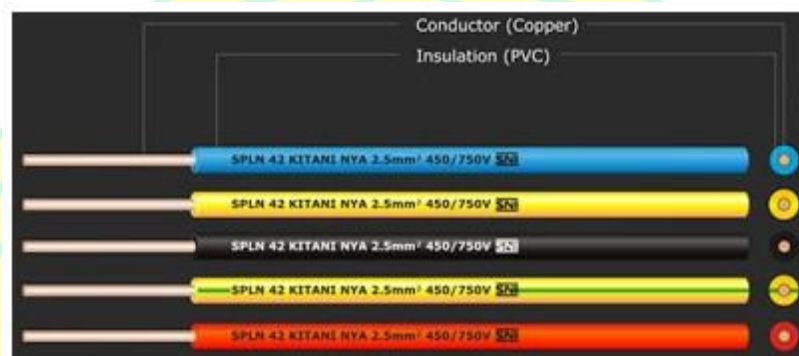 Conductor (Copper)
Insulation (PVC)
SPLN 42 KITANI NYA 2.5mm² 450/750V SNI
SPLN 42 KITANI NYA 2.5mm² 450/750V SNI
SPLN 42 KITANI NYA 2.5mm² 450/750V SNI
SPLN 42 KITANI NYA 2.5mm² 450/750V SNI
SPLN 42 KITANI NYA 2.5mm² 450/750V SNI